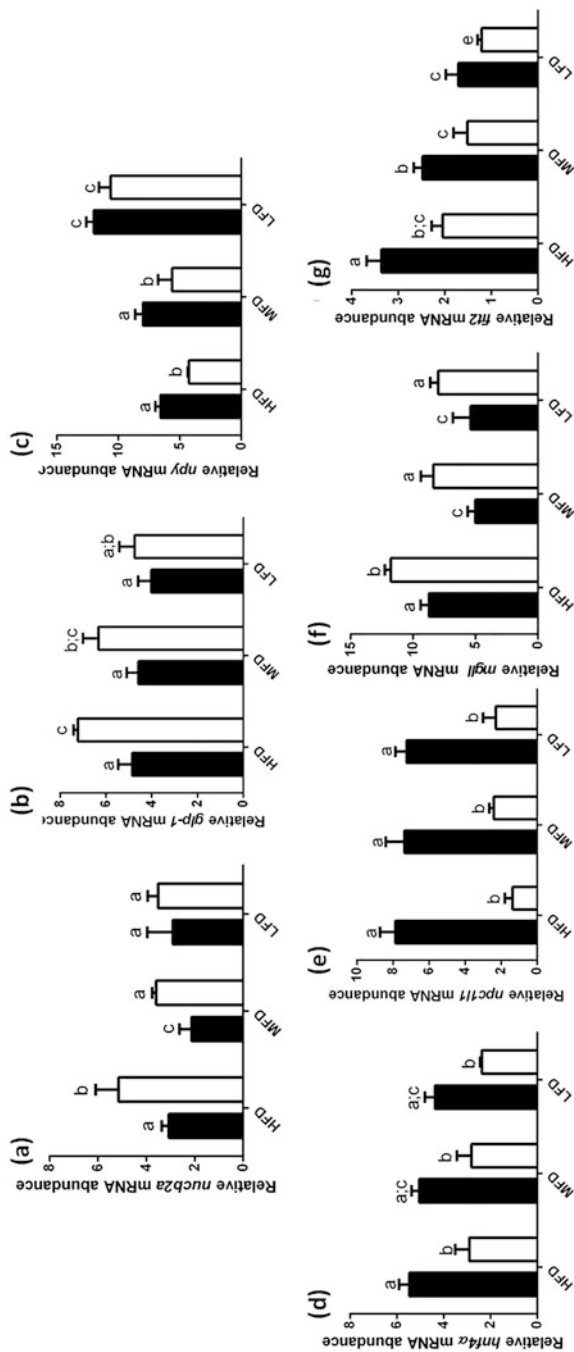 (a)
Relative nucb2a mRNA abundance
8
6
4
2
0
a b c a a a
HFD MFD LFD
(b)
Relative glp-1 mRNA abundance
8
6
4
2
0
a c a b;c a a;b
HFD MFD LFD
(c)
Relative npy mRNA abundance
15
10
5
0
a b a b c c
HFD MFD LFD
(d)
Relative hnf4α mRNA abundance
8
6
4
2
0
a b a;c b a;c b
HFD MFD LFD
(e)
Relative npc1l1 mRNA abundance
10
8
6
4
2
0
a b a b a b
HFD MFD LFD
(f)
Relative mgll mRNA abundance
15
10
5
0
a b c a c a
HFD MFD LFD
(g)
Relative fit2 mRNA abundance
4
3
2
1
0
a b;c b c c e
HFD MFD LFD